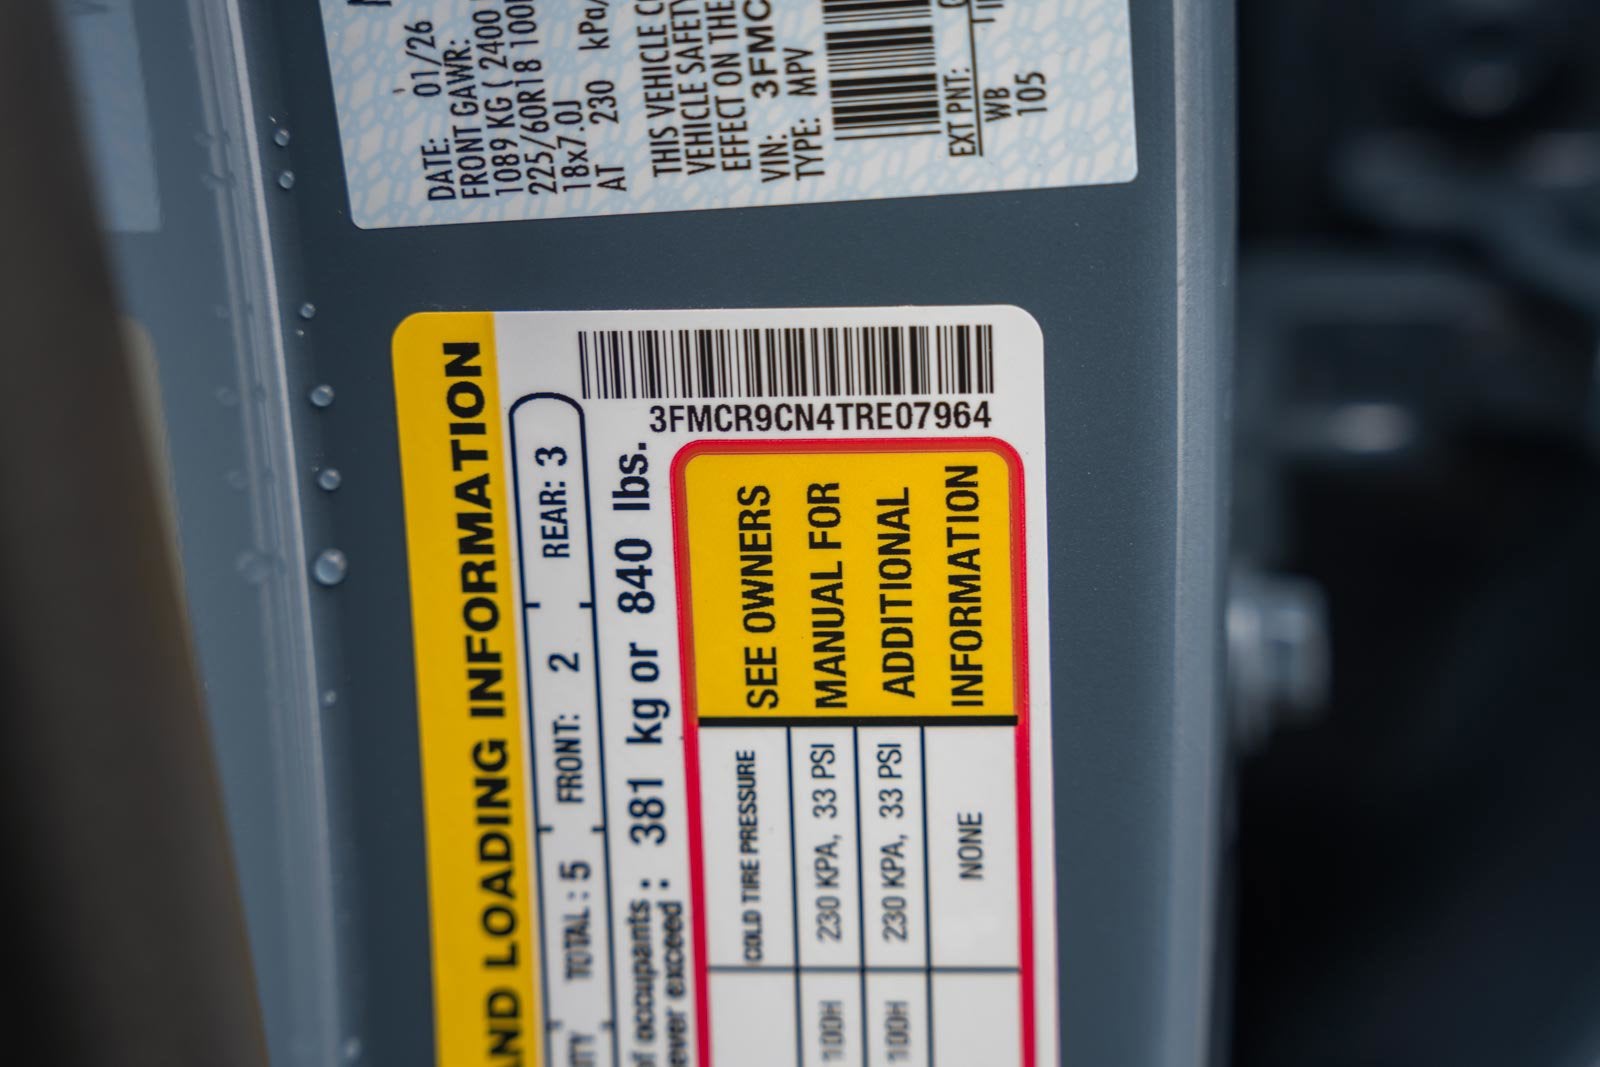 DATE: 01/26
FRONT GAWR:
1089 KG ( 2400
225/60R18 100
18x7.0J
AT 230 kPa/
THIS VEHICLE
VEHICLE SAFETY
EFFECT ON THE
VIN: 3FMC
TYPE: MPV
EXT PNT:
WB
105
AND LOADING INFORMATION
TOTAL : 5 FRONT: 2 REAR: 3
of occupants :
ever exceed : 381 kg or 840 lbs.
3FMCR9CN4TRE07964
COLD TIRE PRESSURE
100H 230 KPA, 33 PSI
100H 230 KPA, 33 PSI
NONE
SEE OWNERS
MANUAL FOR
ADDITIONAL
INFORMATION